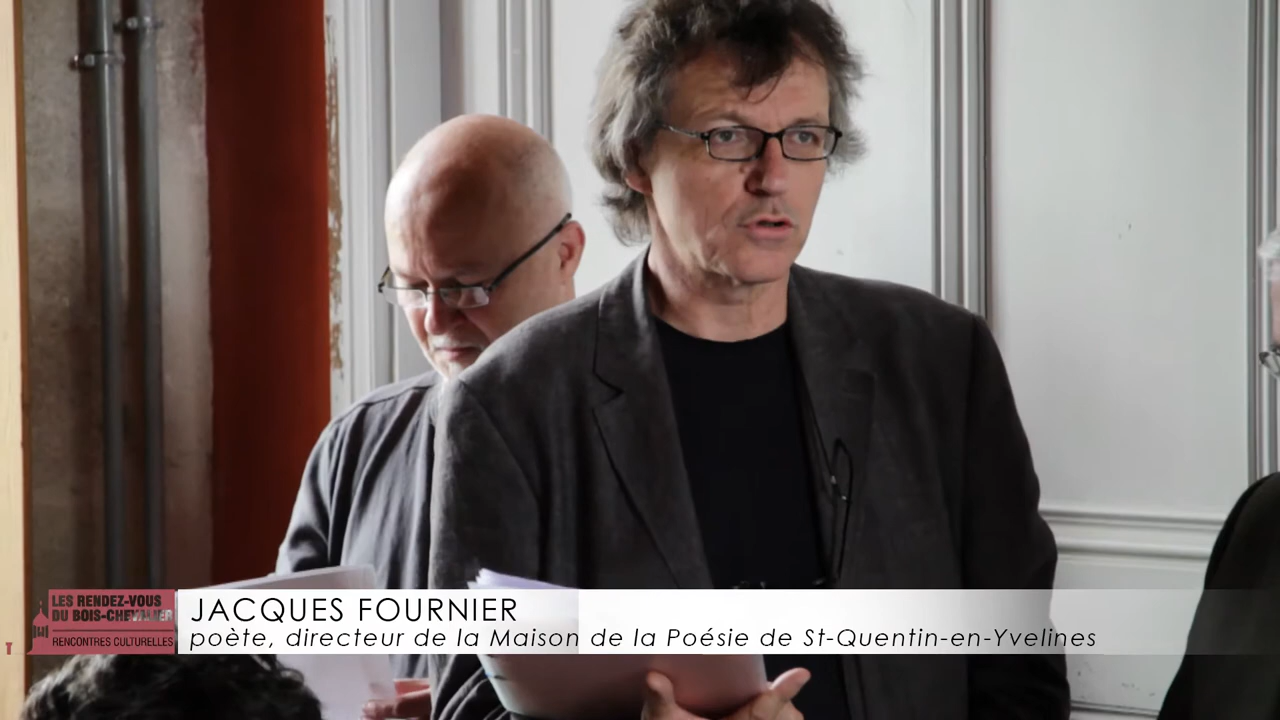 LES RENDEZ-VOUS
DU BOIS-CHEVALIER
RENCONTRES CULTURELLES
JACQUES FOURNIER
poète, directeur de la Maison de la Poésie de St-Quentin-en-Yvelines